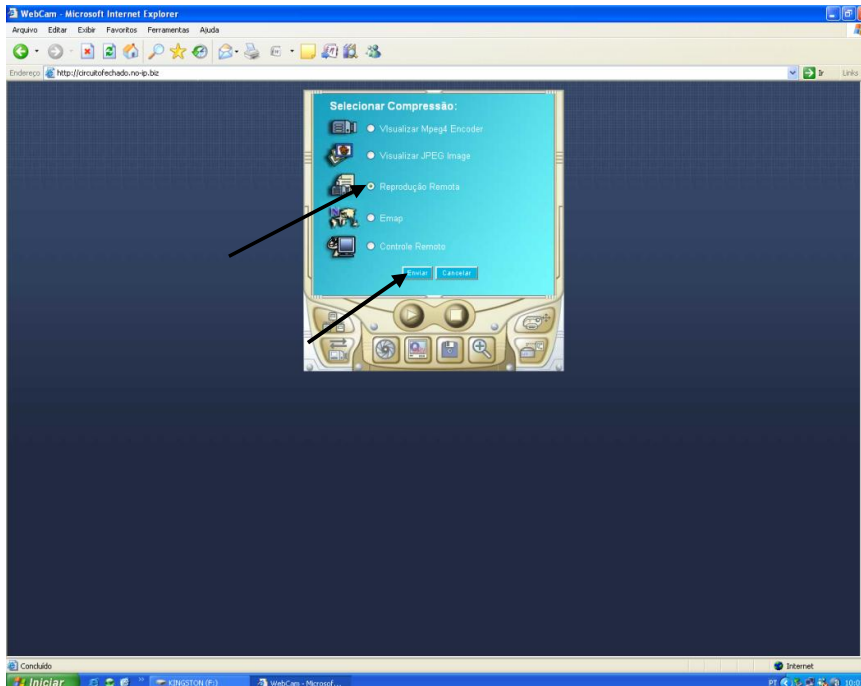 WebCam - Microsoft Internet Explorer
Arquivo Editar Exibir Favoritos Ferramentas Ajuda
Endereço http://circuitofechado.no-ip.biz Ir Links
Selecionar Compressão:
Visualizar Mpeg4 Encoder
Visualizar JPEG Image
Reprodução Remota
Emap
Controle Remoto
Enviar Cancelar
Concluído Internet
Iniciar KINGSTON (F:) WebCam - Microsof... PT